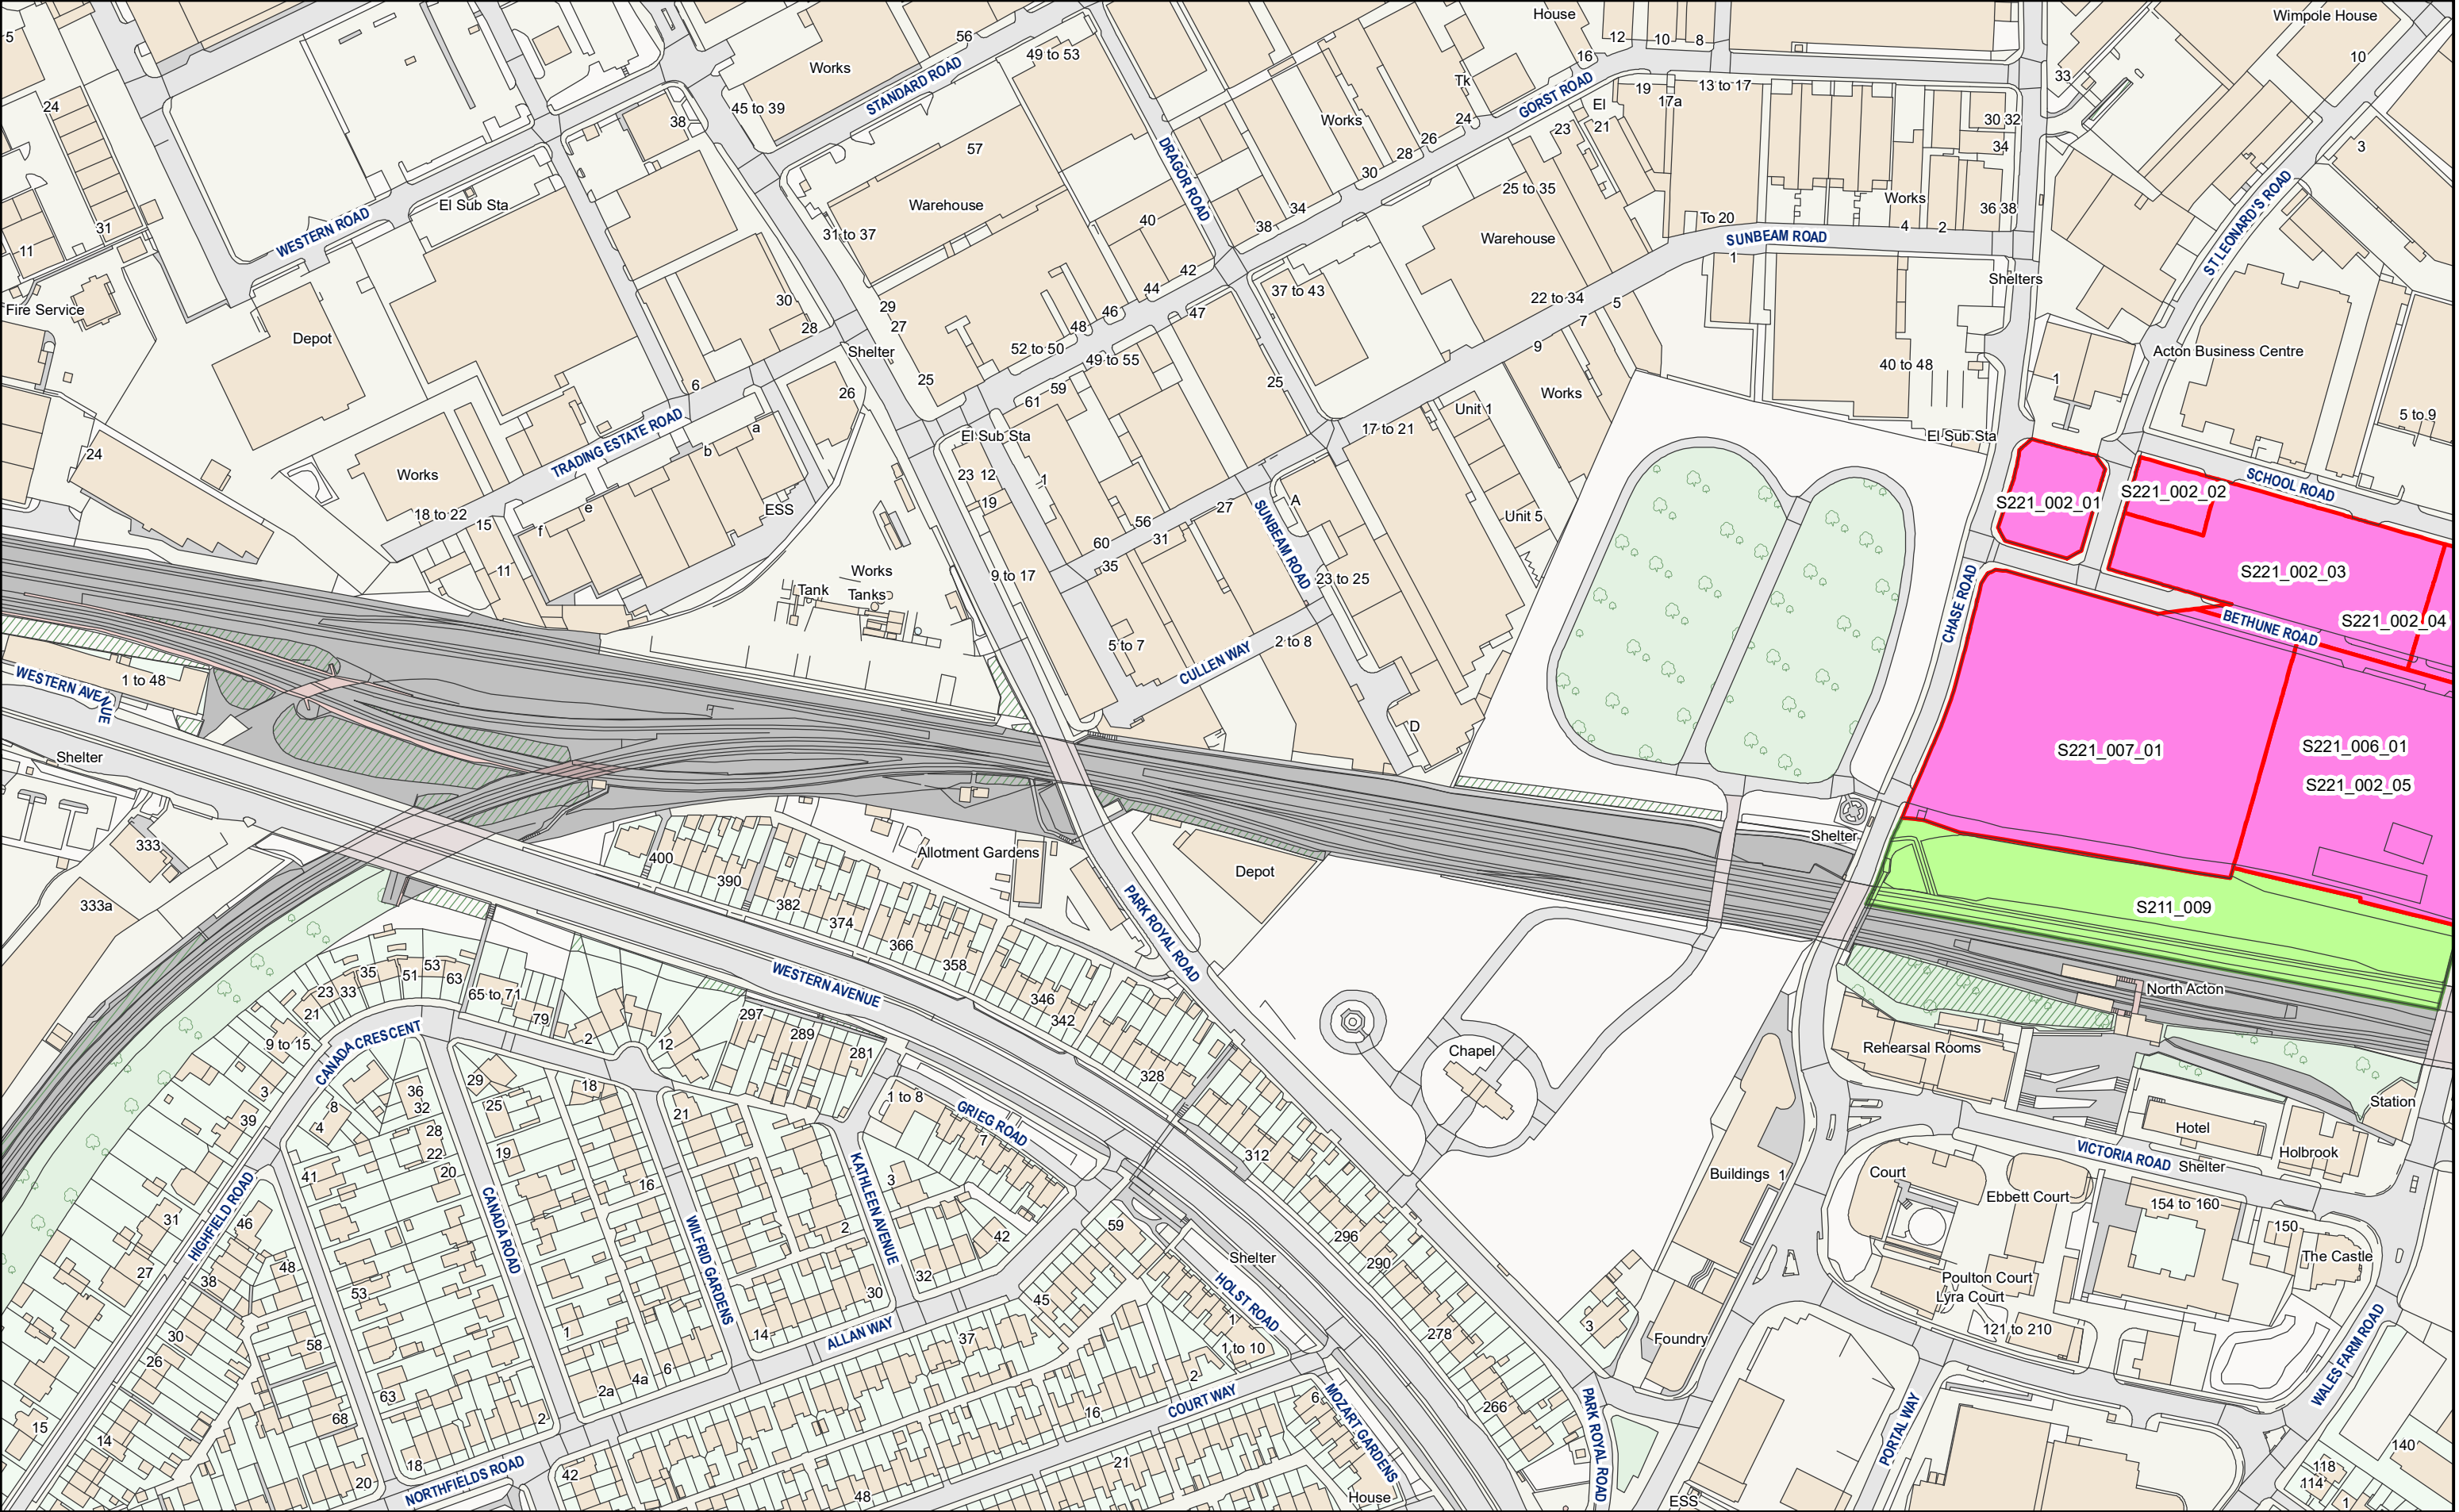 House
Wimpole House
5
56
49 to 53
12
10
8
16
10
Works
STANDARD ROAD
Tk
GORST ROAD
19
17a
13 to 17
33
24
45 to 39
38
Works
24
El
21
23
30 32
34
3
57
DRAGOR ROAD
26
28
30
25 to 35
Works
36 38
ST LEONARD'S ROAD
El Sub Sta
Warehouse
WESTERN ROAD
31
11
31 to 37
40
34
38
Warehouse
To 20
SUNBEAM ROAD
4
2
1
Shelters
Fire Service
Depot
30
28
29
27
42
44
46
47
48
37 to 43
22 to 34
5
7
9
Shelter
52 to 50
49 to 55
40 to 48
1
Acton Business Centre
6
26
25
59
61
25
Works
Unit 1
17 to 21
5 to 9
24
TRADING ESTATE ROAD
a
b
El Sub Sta
El Sub Sta
Works
23
12
1
19
A
SCHOOL ROAD
S221_002_01
S221_002_02
18 to 22
15
f
e
ESS
56
27
Unit 5
60
31
SUNBEAM ROAD
11
Works
Tank
Tanks
9 to 17
35
23 to 25
S221_002_03
CHASE ROAD
BETHUNE ROAD
S221_002_04
5 to 7
CULLEN WAY
2 to 8
1 to 48
WESTERN AVENUE
D
S221_007_01
S221_006_01
S221_002_05
Shelter
333
400
390
382
374
366
358
Allotment Gardens
Depot
Shelter
333a
PARK ROYAL ROAD
S211_009
WESTERN AVENUE
346
342
328
312
North Acton
35
51
53
63
23
33
21
65 to 71
79
9 to 15
CANADA CRESCENT
2
12
297
289
281
Chapel
Rehearsal Rooms
3
39
8
4
36
32
28
22
20
29
25
19
18
21
1 to 8
GRIEG ROAD
7
Station
Hotel
VICTORIA ROAD
Shelter
Holbrook
41
HIGHFIELD ROAD
CANADA ROAD
16
WILFRID GARDENS
KATHLEEN AVENUE
3
2
42
59
Shelter
Buildings
1
Court
Ebbett Court
154 to 160
150
The Castle
31
46
27
38
48
53
30
32
45
HOLST ROAD
1
1 to 10
296
290
278
Poulton Court
Lyra Court
121 to 210
30
26
58
1
14
ALLAN WAY
37
3
Foundry
WALES FARM ROAD
63
2a
4a
6
2
COURT WAY
6
MOZART GARDENS
266
PARK ROYAL ROAD
PORTAL WAY
15
14
68
2
16
18
20
NORTHFIELDS ROAD
42
48
21
House
ESS
140
118
114
1